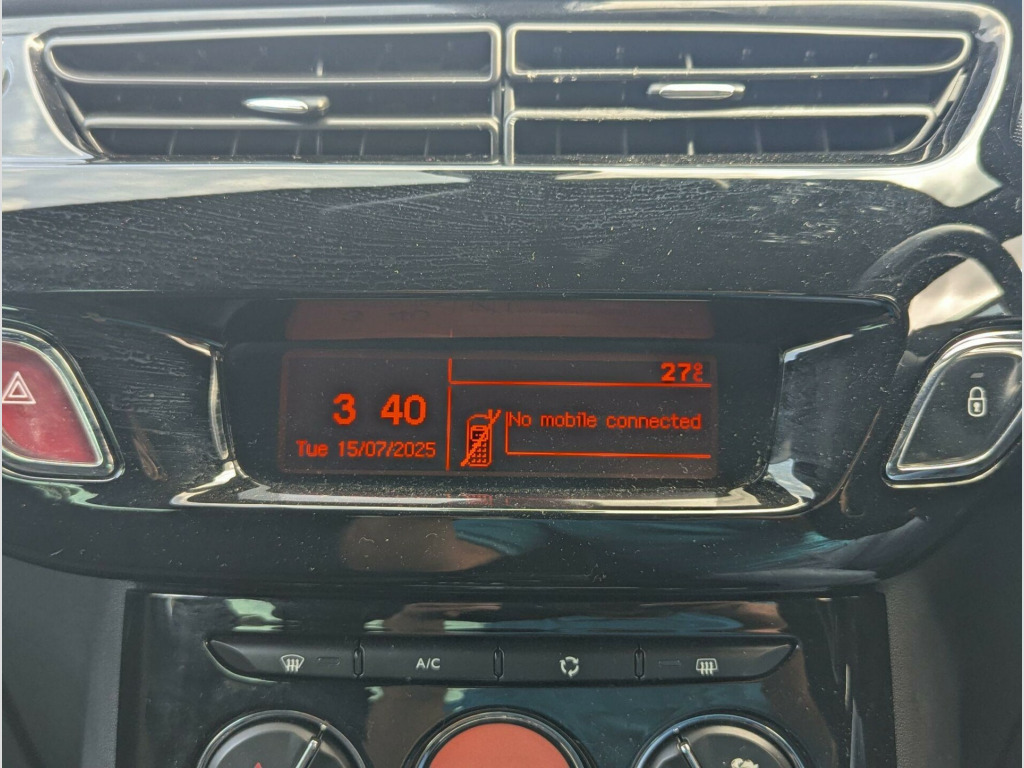 27°C
3 40
No mobile connected
Tue 15/07/2025
A/C